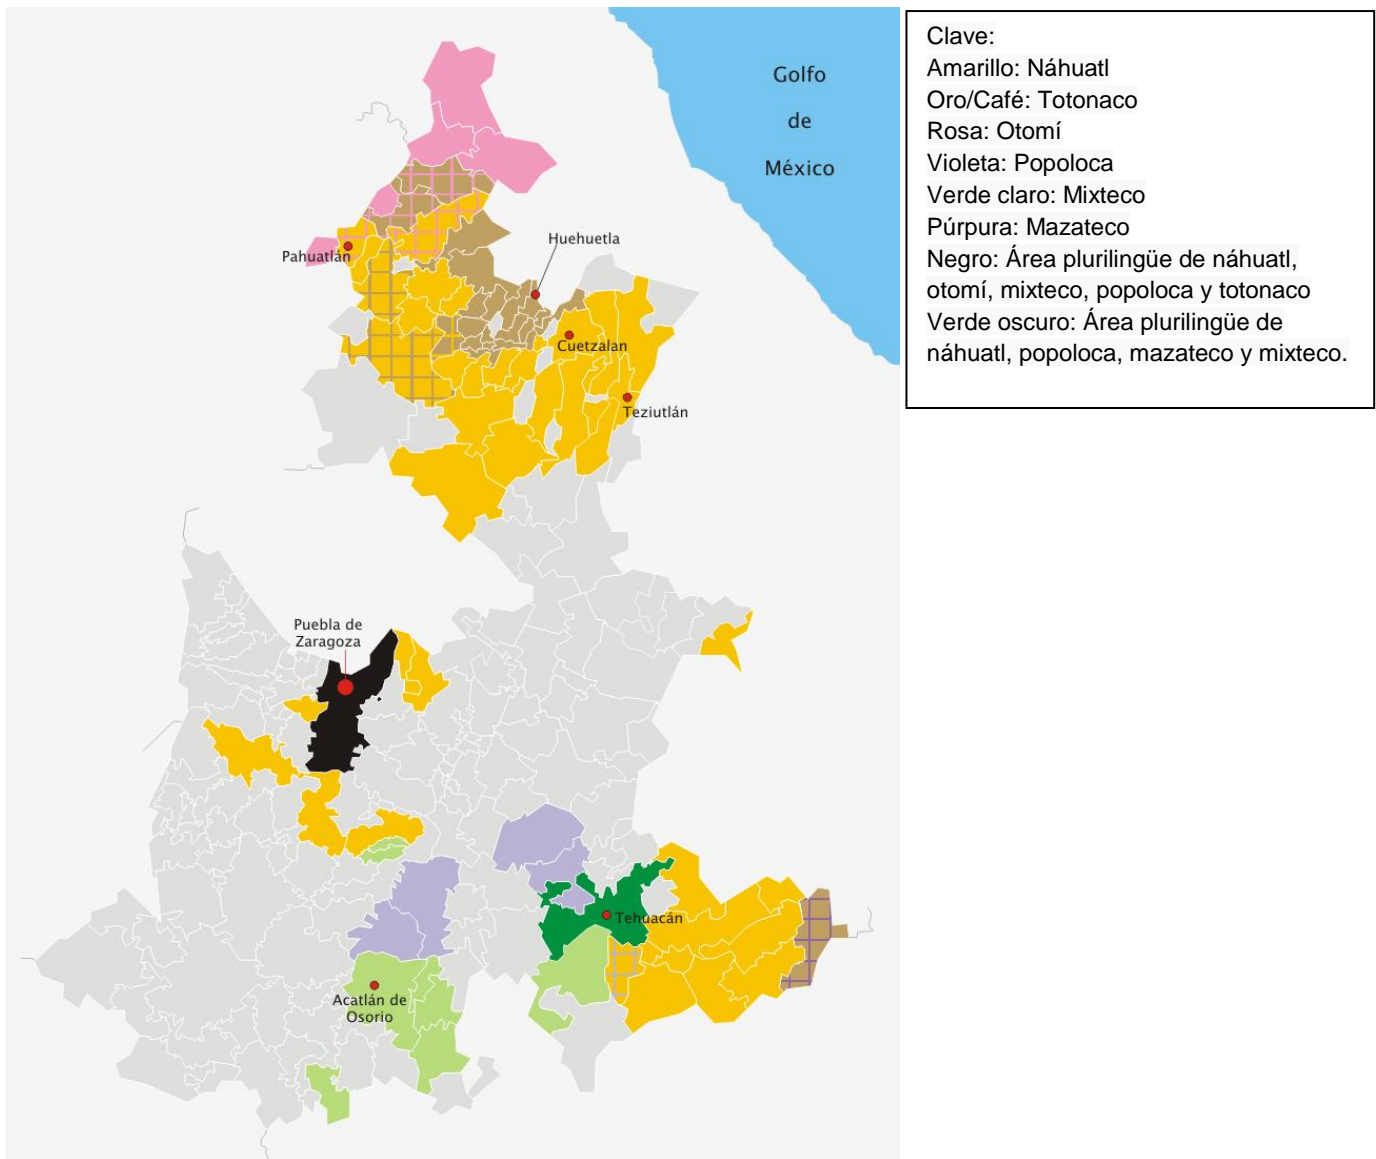 Golfo
de
México
Huehuetla
Pahuatlán
Cuetzalan
Teziutlán
Puebla de
Zaragoza
Tehuacán
Acatlán de
Osorio
Clave:
Amarillo: Náhuatl
Oro/Café: Totonaco
Rosa: Otomí
Violeta: Popoloca
Verde claro: Mixteco
Púrpura: Mazateco
Negro: Área plurilingüe de náhuatl,
otomí, mixteco, popoloca y totonaco
Verde oscuro: Área plurilingüe de
náhuatl, popoloca, mazateco y mixteco.